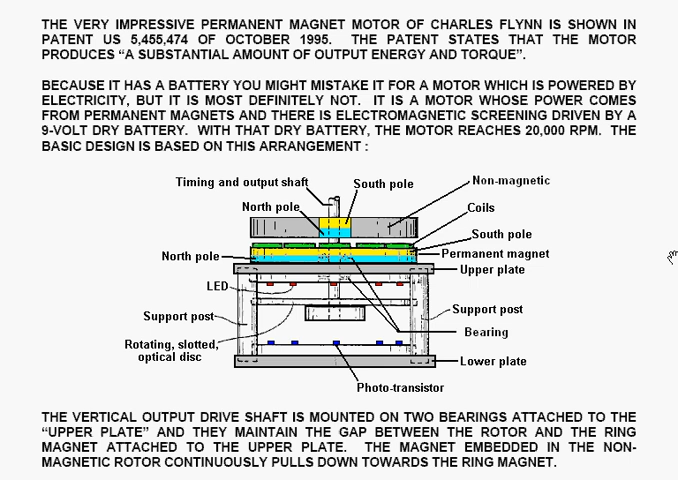 THE VERY IMPRESSIVE PERMANENT MAGNET MOTOR OF CHARLES FLYNN IS SHOWN IN
PATENT US 5,455,474 OF OCTOBER 1995. THE PATENT STATES THAT THE MOTOR
PRODUCES “A SUBSTANTIAL AMOUNT OF OUTPUT ENERGY AND TORQUE”.
BECAUSE IT HAS A BATTERY YOU MIGHT MISTAKE IT FOR A MOTOR WHICH IS POWERED BY
ELECTRICITY, BUT IT IS MOST DEFINITELY NOT. IT IS A MOTOR WHOSE POWER COMES
FROM PERMANENT MAGNETS AND THERE IS ELECTROMAGNETIC SCREENING DRIVEN BY A
9-VOLT DRY BATTERY. WITH THAT DRY BATTERY, THE MOTOR REACHES 20,000 RPM. THE
BASIC DESIGN IS BASED ON THIS ARRANGEMENT :
Timing and output shaft
South pole
Non-magnetic
North pole
Coils
South pole
North pole
Permanent magnet
Upper plate
LED
Support post
Support post
Bearing
Rotating, slotted,
optical disc
Lower plate
Photo-transistor
THE VERTICAL OUTPUT DRIVE SHAFT IS MOUNTED ON TWO BEARINGS ATTACHED TO THE
“UPPER PLATE” AND THEY MAINTAIN THE GAP BETWEEN THE ROTOR AND THE RING
MAGNET ATTACHED TO THE UPPER PLATE. THE MAGNET EMBEDDED IN THE NON-
MAGNETIC ROTOR CONTINUOUSLY PULLS DOWN TOWARDS THE RING MAGNET.